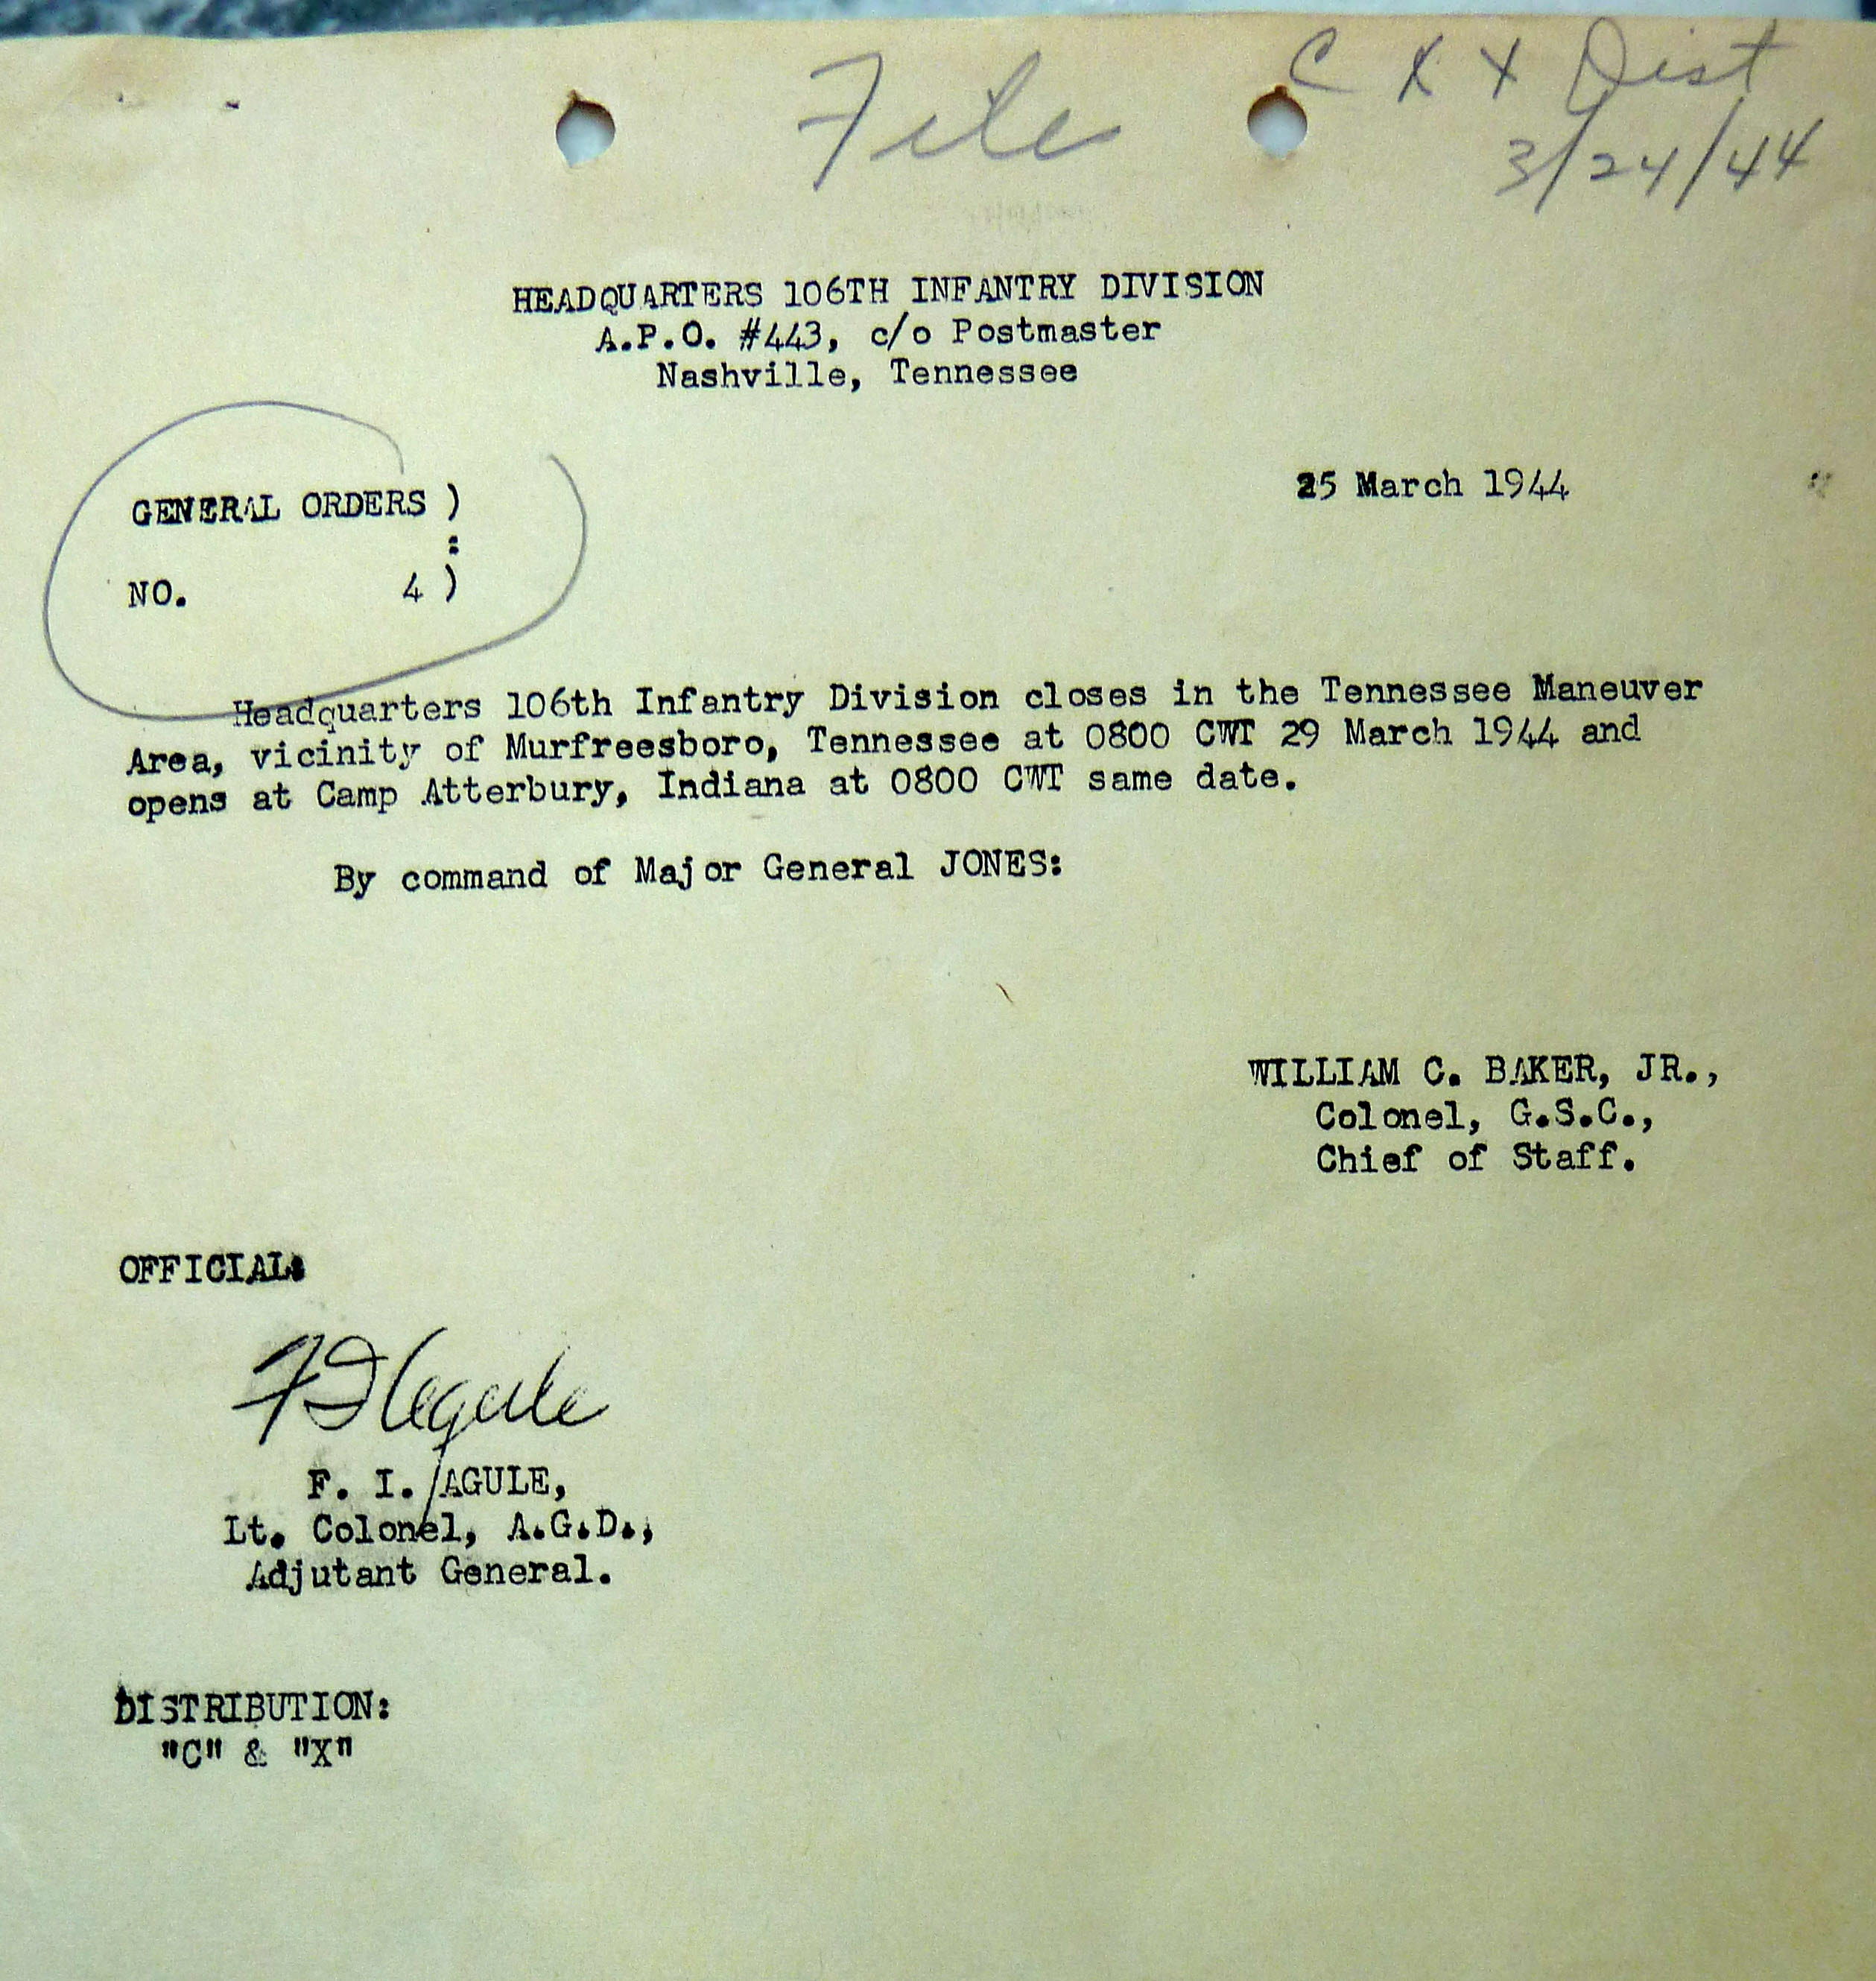 File
C & X Dist
3/24/44
HEADQUARTERS 106TH INFANTRY DIVISION
A.P.O. #443, c/o Postmaster
Nashville, Tennessee
25 March 1944
GENERAL ORDERS )
:
NO. 4 )
Headquarters 106th Infantry Division closes in the Tennessee Maneuver
Area, vicinity of Murfreesboro, Tennessee at 0800 CWT 29 March 1944 and
opens at Camp Atterbury, Indiana at 0800 CWT same date.
By command of Major General JONES:
WILLIAM C. BAKER, JR.,
Colonel, G.S.C.,
Chief of Staff.
OFFICIAL:
F I Agule
F. I. AGULE,
Lt. Colonel, A.G.D.,
Adjutant General.
DISTRIBUTION:
"C" & "X"